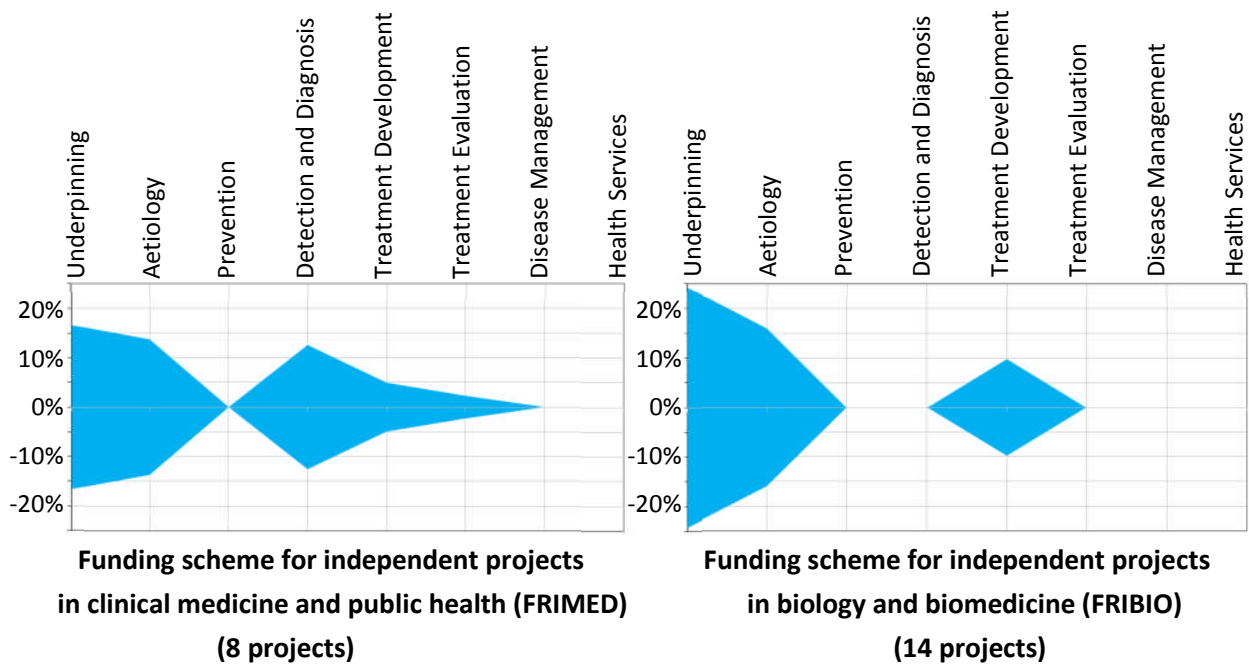 Underpinning
Aetiology
Prevention
Detection and Diagnosis
Treatment Development
Treatment Evaluation
Disease Management
Health Services
20%
10%
0%
-10%
-20%
Funding scheme for independent projects
in clinical medicine and public health (FRIMED)
(8 projects)
Underpinning
Aetiology
Prevention
Detection and Diagnosis
Treatment Development
Treatment Evaluation
Disease Management
Health Services
20%
10%
0%
-10%
-20%
Funding scheme for independent projects
in biology and biomedicine (FRIBIO)
(14 projects)